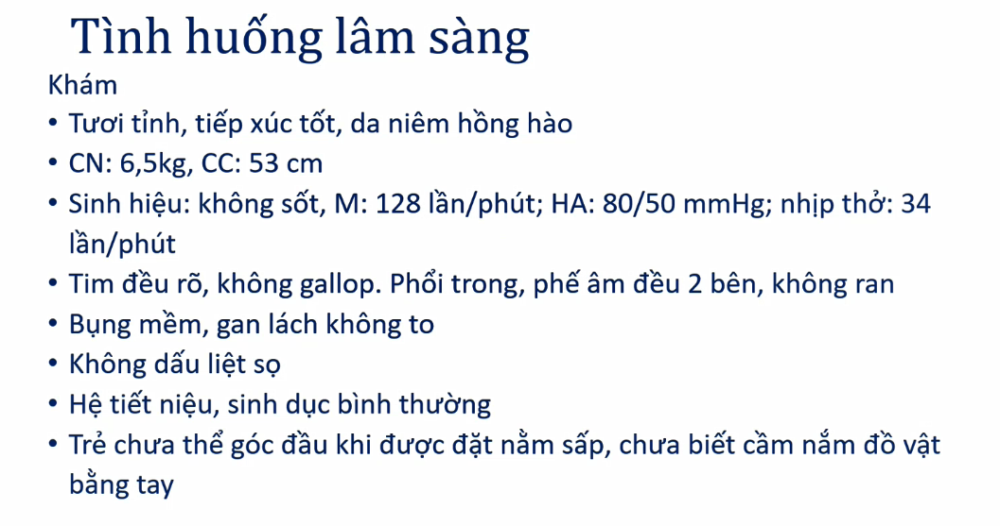 Tình huống lâm sàng
Khám
• Tươi tỉnh, tiếp xúc tốt, da niêm hồng hào
• CN: 6,5kg, CC: 53 cm
• Sinh hiệu: không sốt, M: 128 lần/phút; HA: 80/50 mmHg; nhịp thở: 34
lần/phút
• Tim đều rõ, không gallop. Phổi trong, phế âm đều 2 bên, không ran
• Bụng mềm, gan lách không to
• Không dấu liệt sọ
• Hệ tiết niệu, sinh dục bình thường
• Trẻ chưa thể góc đầu khi được đặt nằm sấp, chưa biết cầm nắm đồ vật
bằng tay